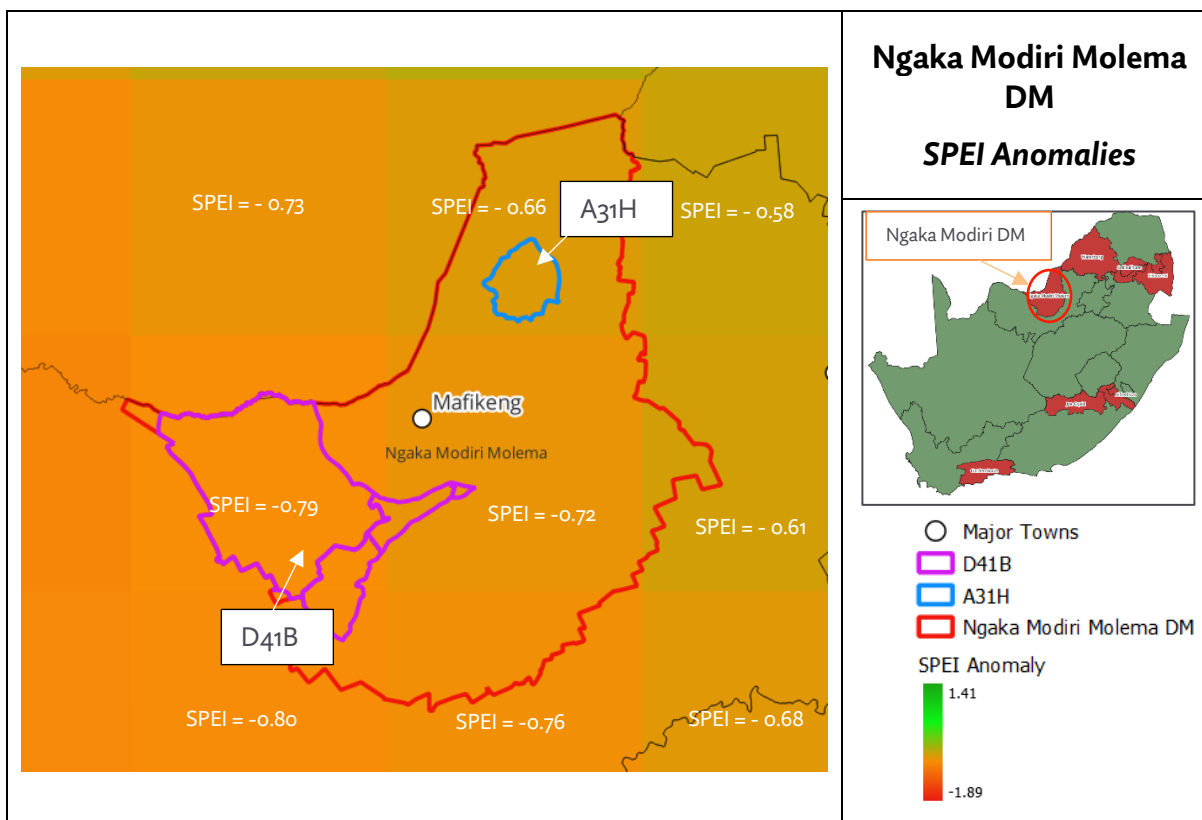 Ngaka Modiri Molema
DM
SPEI Anomalies
SPEI = - 0.73
SPEI = - 0.66
A31H
SPEI = - 0.58
Mafikeng
Ngaka Modiri Molema
SPEI = -0.79
SPEI = -0.72
SPEI = - 0.61
D41B
SPEI = -0.80
SPEI = -0.76
SPEI = - 0.68
Ngaka Modiri DM
Major Towns
D41B
A31H
Ngaka Modiri Molema DM
SPEI Anomaly
1.41
-1.89